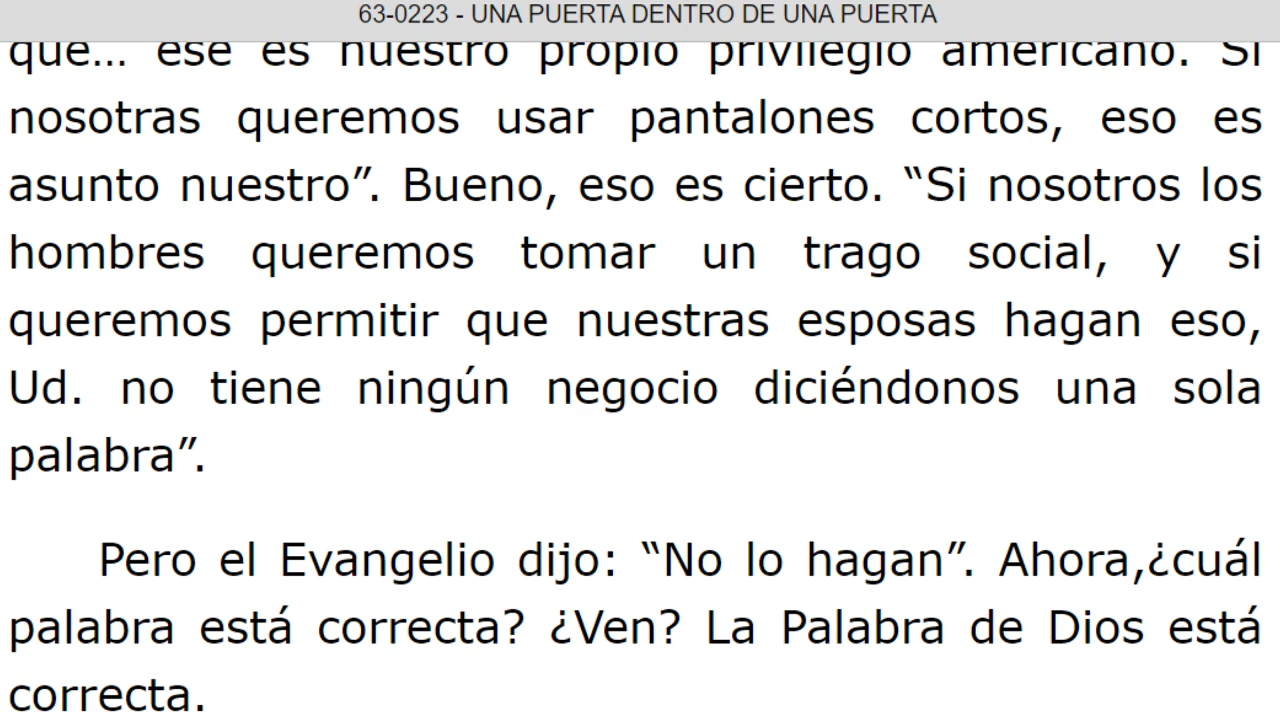 63-0223 - UNA PUERTA DENTRO DE UNA PUERTA
que… ese es nuestro propio privilegio americano. Si
nosotras queremos usar pantalones cortos, eso es
asunto nuestro”. Bueno, eso es cierto. “Si nosotros los
hombres queremos tomar un trago social, y si
queremos permitir que nuestras esposas hagan eso,
Ud. no tiene ningún negocio diciéndonos una sola
palabra”.
Pero el Evangelio dijo: “No lo hagan”. Ahora,¿cuál
palabra está correcta? ¿Ven? La Palabra de Dios está
correcta.